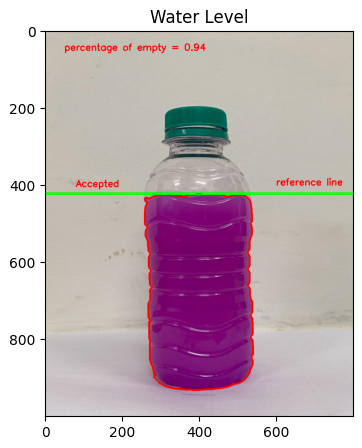 Water Level
0
percentage of empty = 0.94
200
400
Accepted
reference line
600
800
0
200
400
600